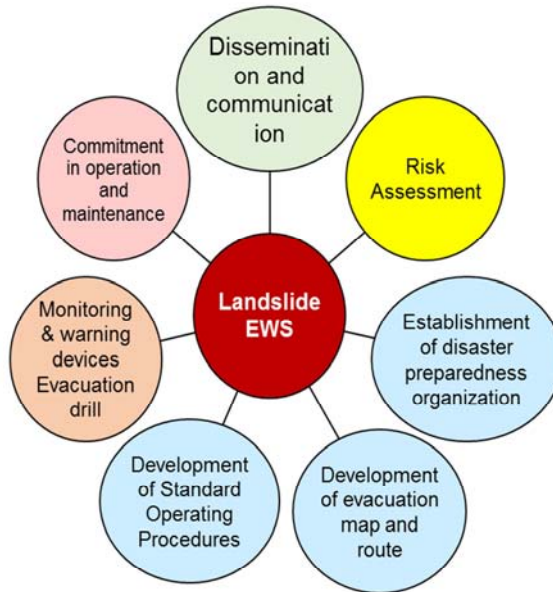 Disseminati
on and
communicat
ion
Commitment
in operation
and
maintenance
Risk
Assessment
Landslide
EWS
Monitoring
& warning
devices
Evacuation
drill
Establishment
of disaster
preparedness
organization
Development
of Standard
Operating
Procedures
Development
of evacuation
map and
route